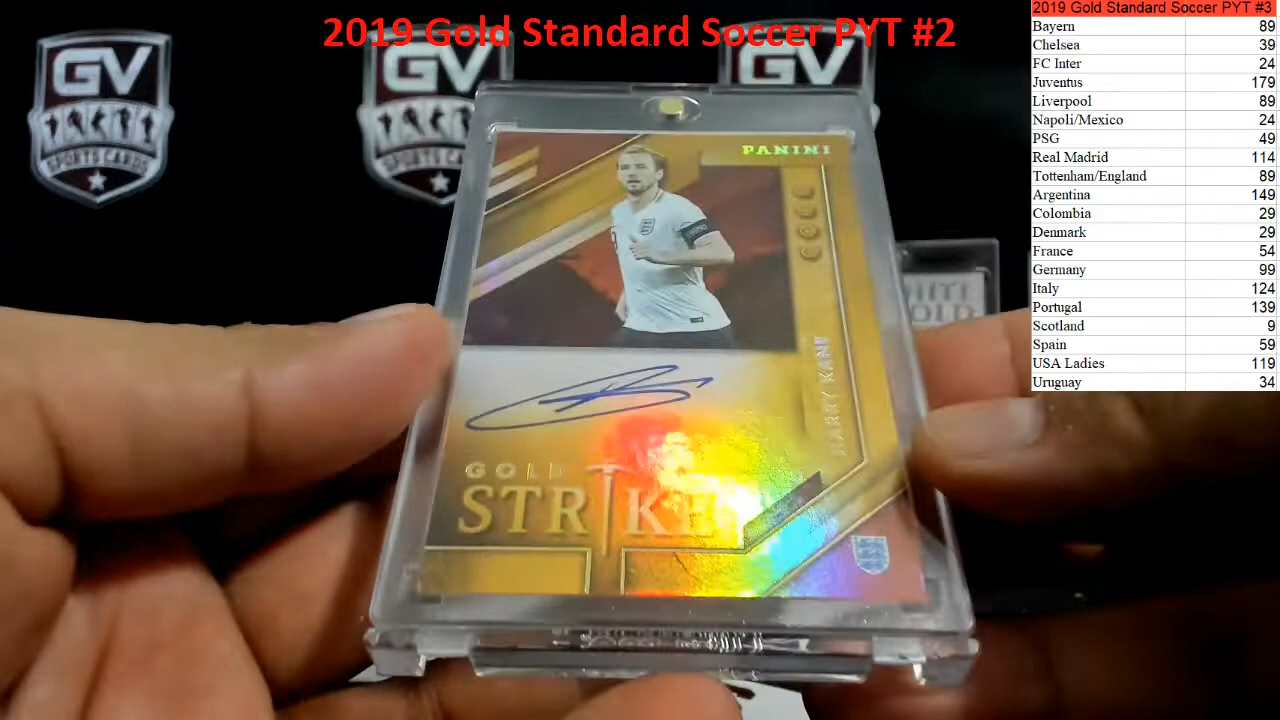 2019 Gold Standard Soccer PYT #2
2019 Gold Standard Soccer PYT #3
Bayern 89
Chelsea 39
FC Inter 24
Juventus 179
Liverpool 89
Napoli/Mexico 24
PSG 49
Real Madrid 114
Tottenham/England 89
Argentina 149
Colombia 29
Denmark 29
France 54
Germany 99
Italy 124
Portugal 139
Scotland 9
Spain 59
USA Ladies 119
Uruguay 34
GV
SPORTS CARDS
GV
SPORTS CARDS
GV
PANINI
GOLD
HARRY KANE
GOLD
STRIKE